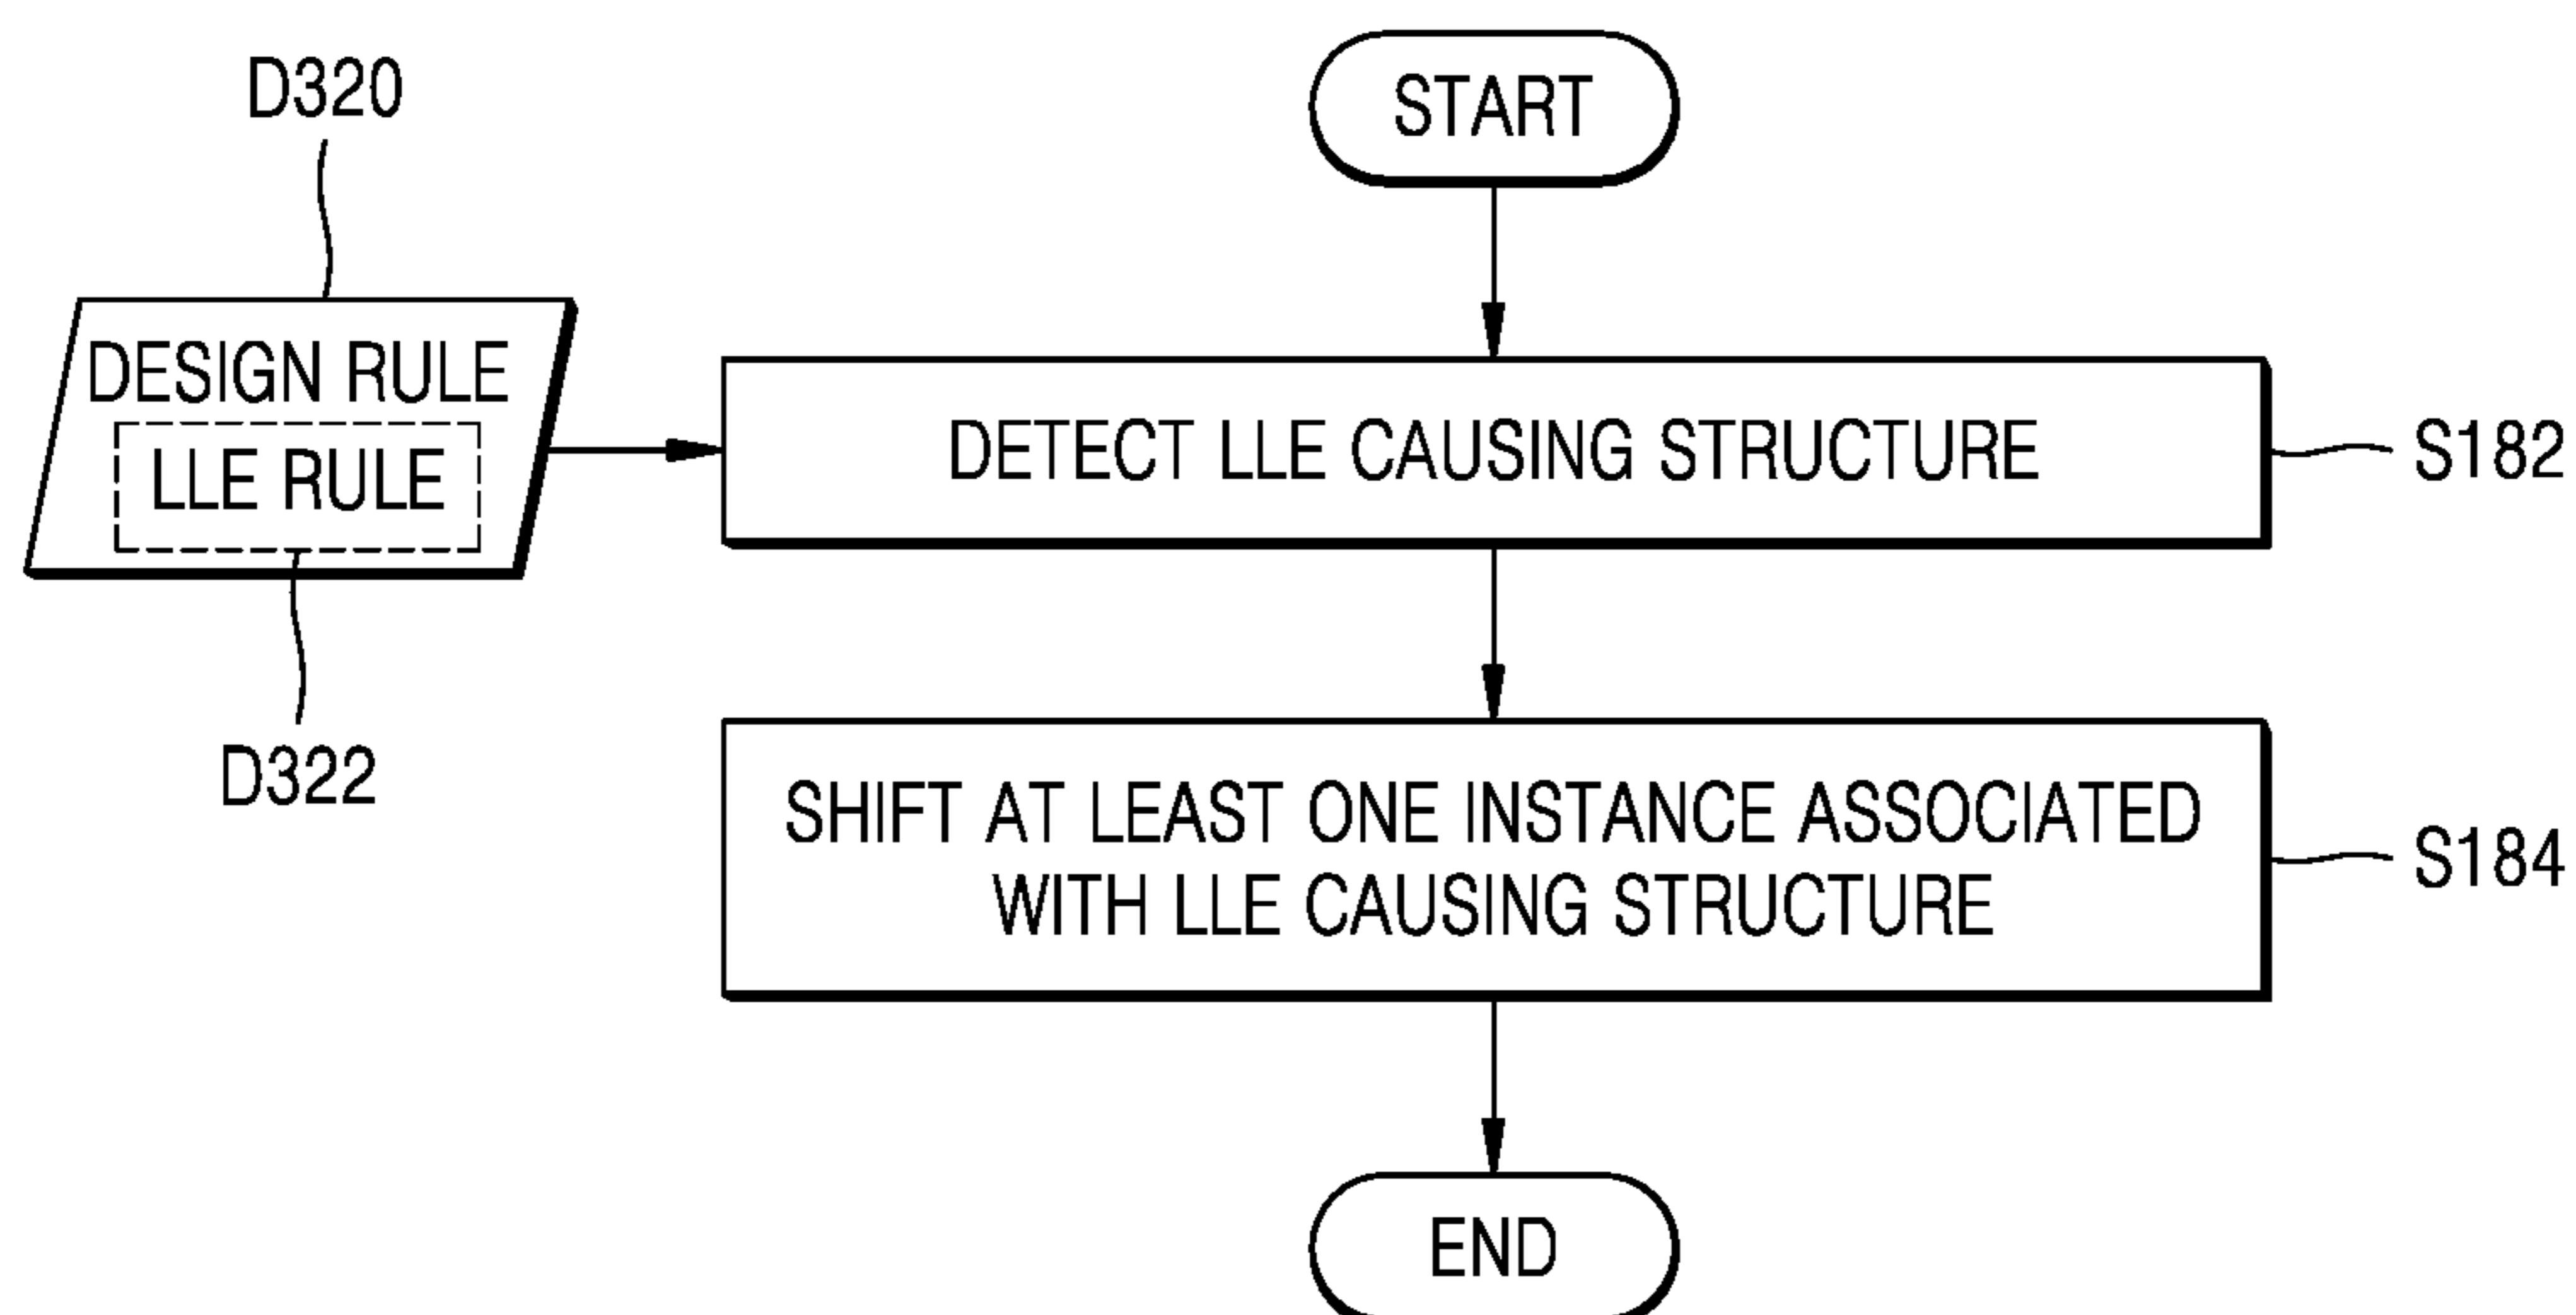 START
D320
DESIGN RULE
LLE RULE
D322
DETECT LLE CAUSING STRUCTURE
S182
SHIFT AT LEAST ONE INSTANCE ASSOCIATED
WITH LLE CAUSING STRUCTURE
S184
END